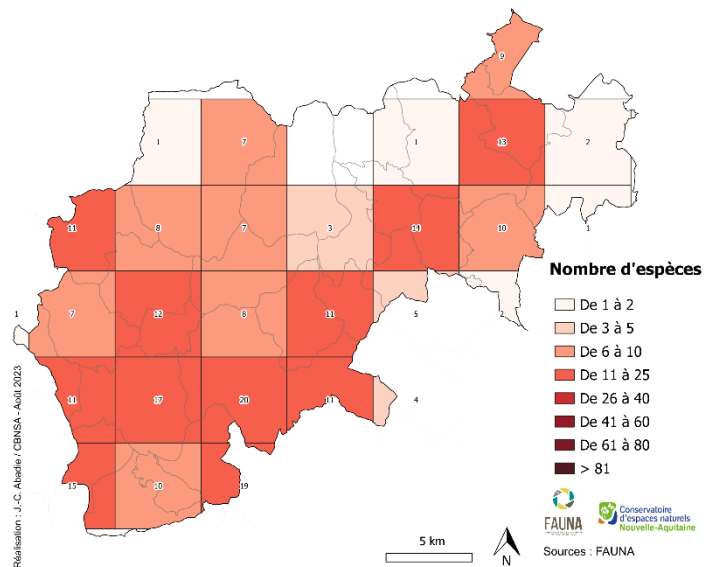 9
1
7
1
13
2
11
8
7
3
14
10
1
1
7
12
8
11
5
2
11
17
20
11
4
15
10
19
Nombre d'espèces
De 1 à 2
De 3 à 5
De 6 à 10
De 11 à 25
De 26 à 40
De 41 à 60
De 61 à 80
> 81
FAUNA
Conservatoire
d'espaces naturels
Nouvelle-Aquitaine
5 km
N
Sources : FAUNA
Réalisation : J.-C. Abadie / CBNSA - Août 2023